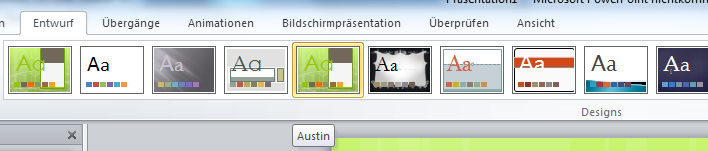 Präsentation1 - Microsoft PowerPoint nichtkomm
Entwurf Übergänge Animationen Bildschirmpräsentation Überprüfen Ansicht
Aa Aa Aa Aa Aa Aa Aa Aa Aa Aa
Designs
Austin